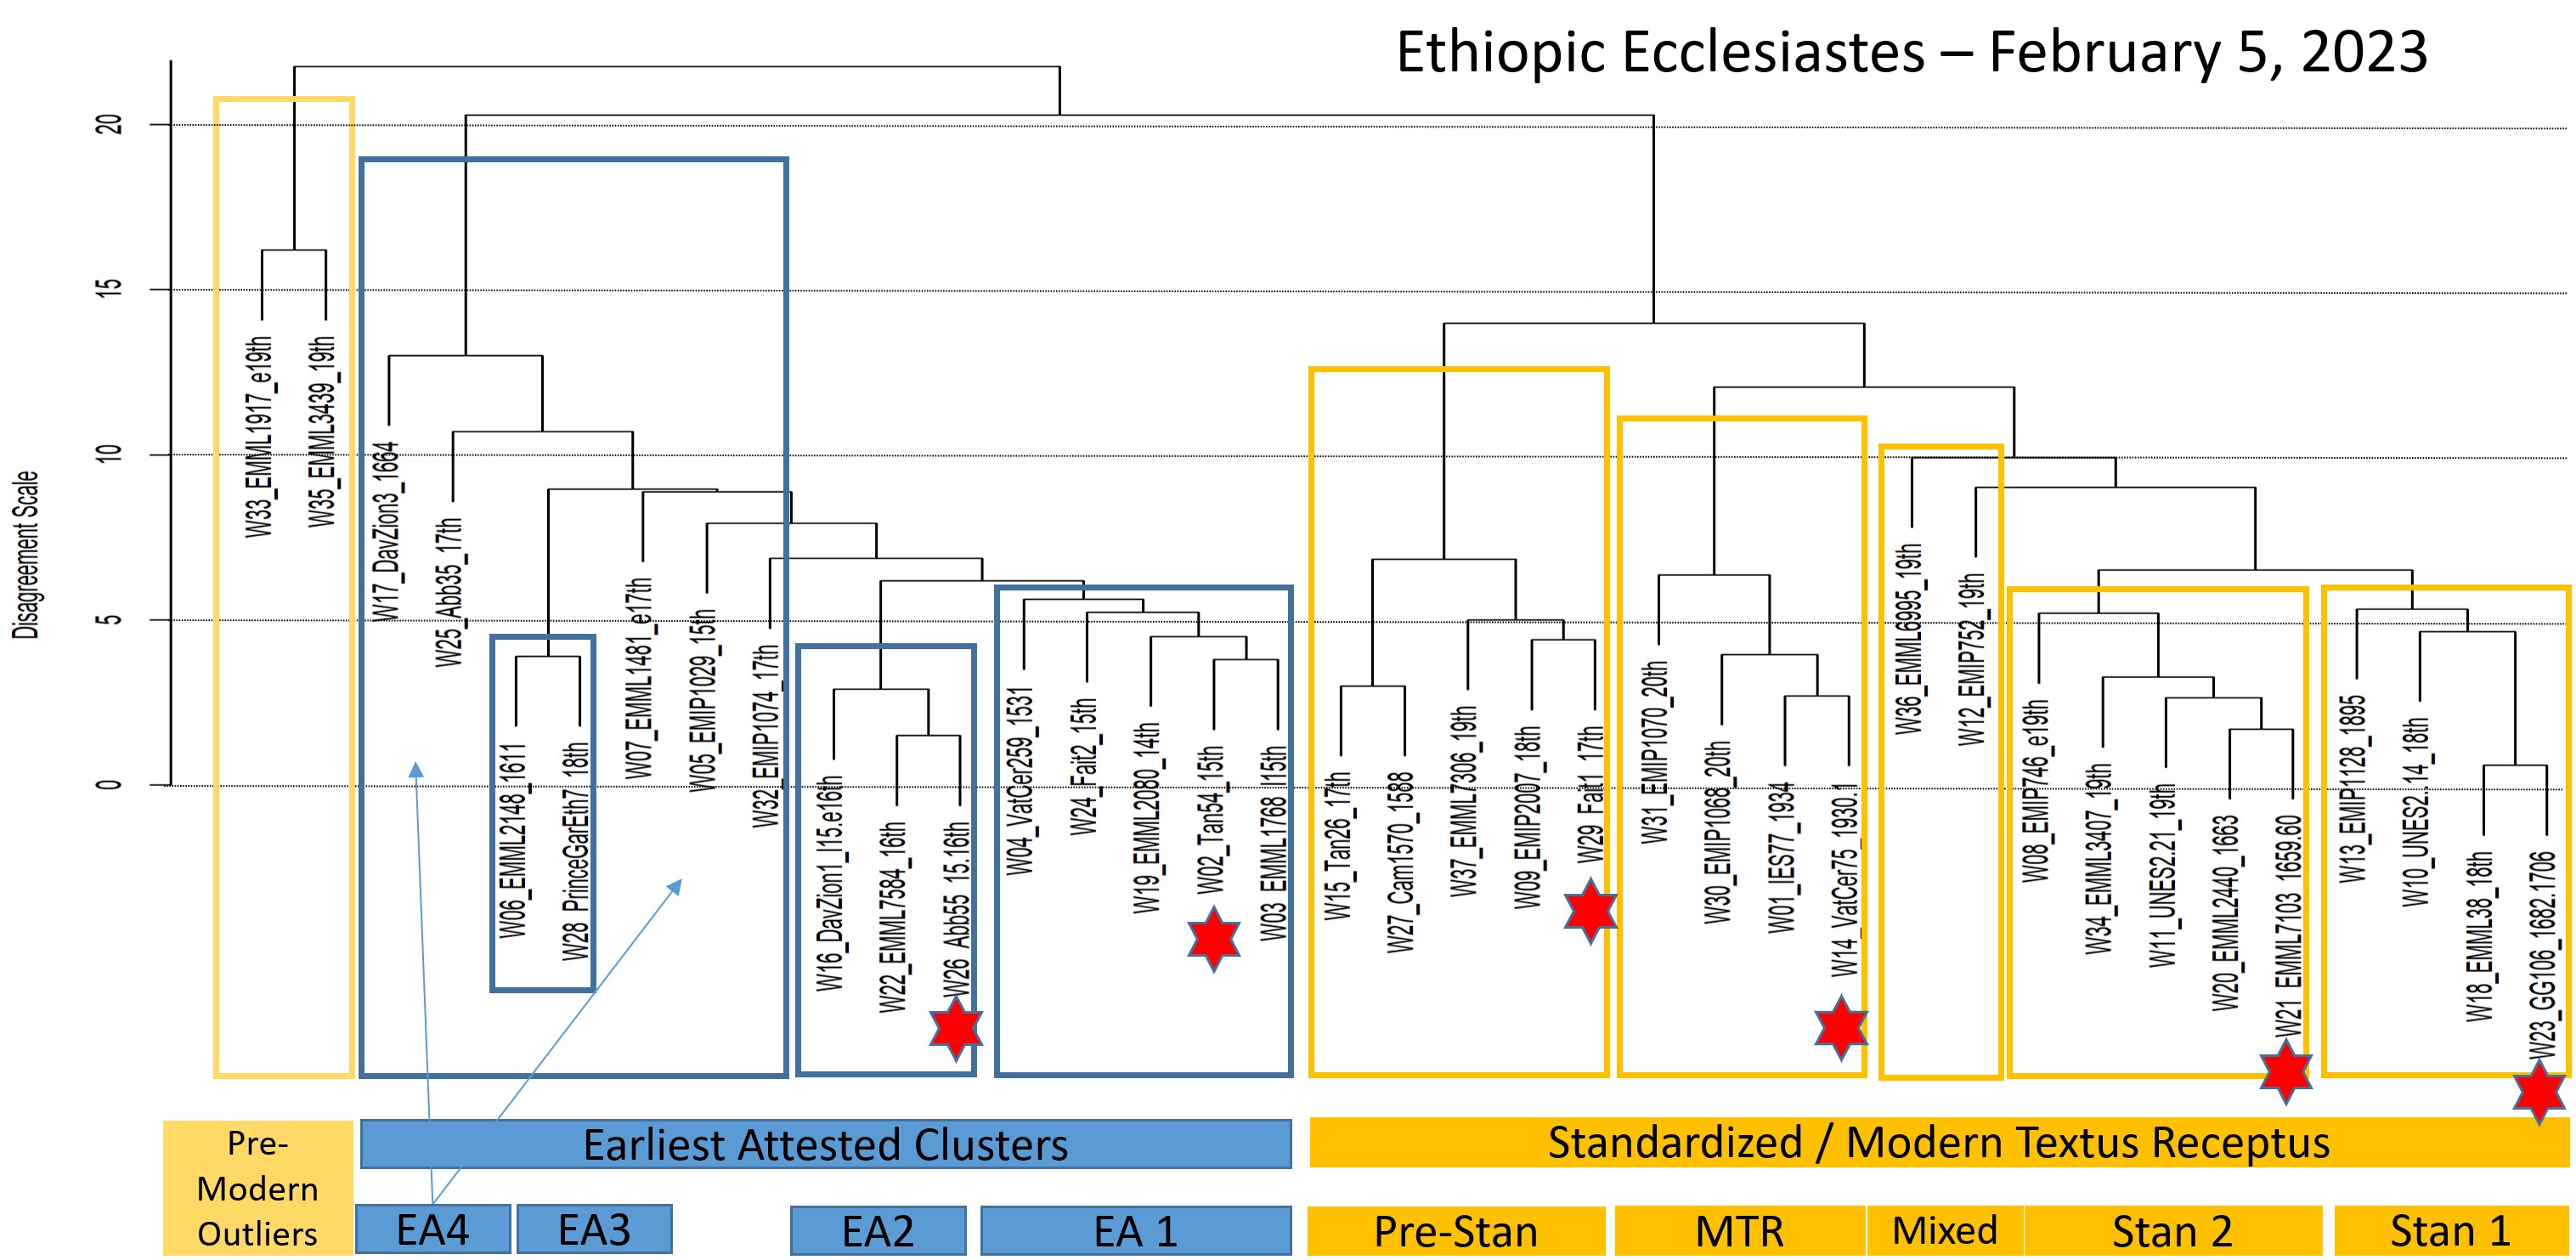 Ethiopic Ecclesiastes – February 5, 2023
Disagreement Scale
20
15
10
5
0
W33_EMML1917_e19th
W35_EMML3439_19th
W17_DavZion3_1664
W25_Abb35_17th
W06_EMML2148_1611
W28_PrinceGarEth7_18th
W07_EMML1481_e17th
W05_EMIP1029_15th
W32_EMIP1074_17th
W16_DavZion1_l15.e16th
W22_EMML7584_16th
W26_Abb55_15.16th
W04_VatCer259_1531
W24_Fait2_15th
W19_EMML2080_14th
W02_Tan54_15th
W03_EMML1768_l15th
W15_Tan26_17th
W27_Cam1570_1588
W37_EMML7306_19th
W09_EMIP2007_18th
W29_Fait1_17th
W31_EMIP1070_20th
W30_EMIP1068_20th
W01_IES77_1934
W14_VatCer75_1930.1
W36_EMML6995_19th
W12_EMIP752_19th
W08_EMIP746_e19th
W34_EMML3407_19th
W11_UNES2.21_19th
W20_EMML2440_1663
W21_EMML7103_1659.60
W13_EMIP1128_1895
W10_UNES2..14_18th
W18_EMML38_18th
W23_GG106_1682.1706
Pre-
Modern
Outliers
Earliest Attested Clusters
Standardized / Modern Textus Receptus
EA4
EA3
EA2
EA 1
Pre-Stan
MTR
Mixed
Stan 2
Stan 1